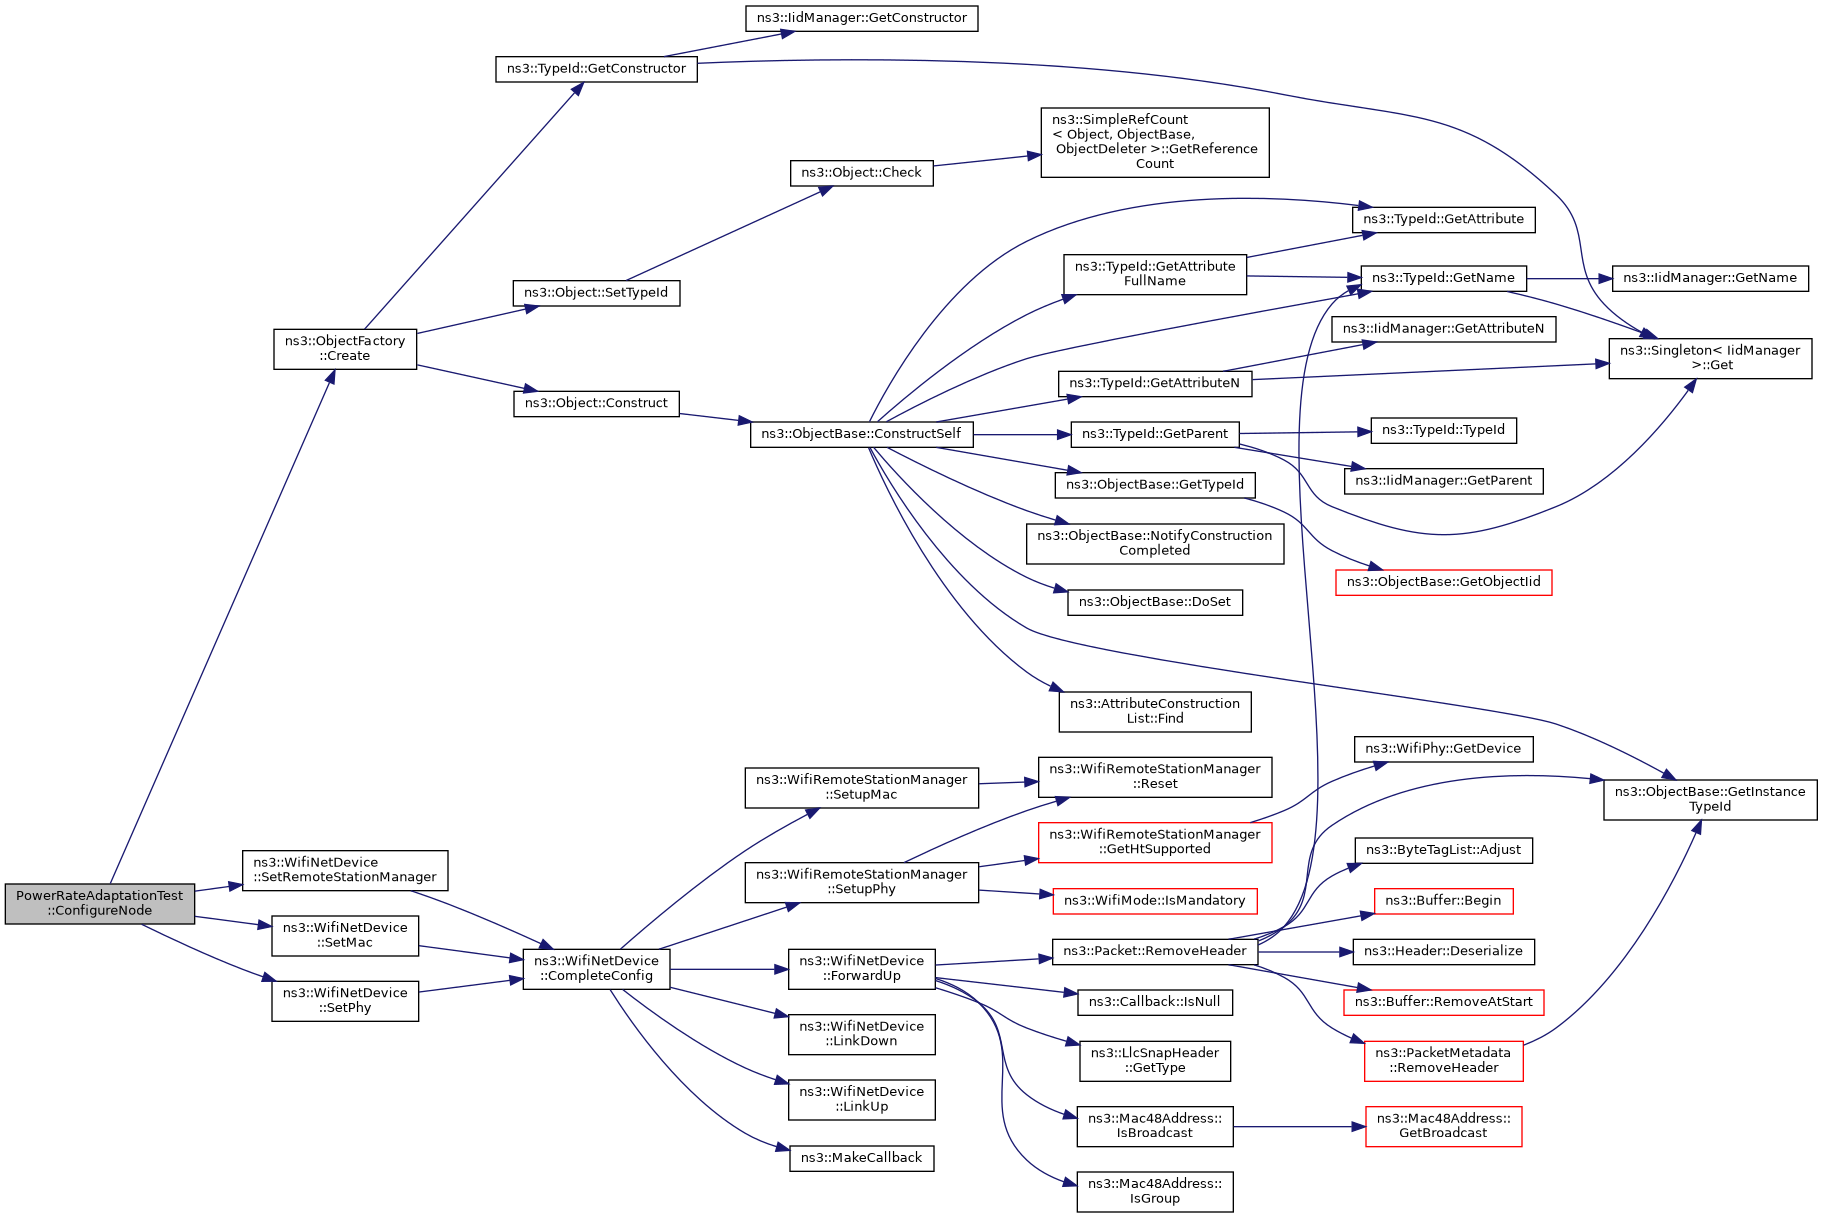 ns3::IidManager::GetConstructor
ns3::TypeId::GetConstructor
ns3::SimpleRefCount
< Object, ObjectBase,
ObjectDeleter >::GetReference
Count
ns3::Object::Check
ns3::TypeId::GetAttribute
ns3::TypeId::GetAttribute
FullName
ns3::TypeId::GetName
ns3::IidManager::GetName
ns3::Object::SetTypeId
ns3::IidManager::GetAttributeN
ns3::ObjectFactory
::Create
ns3::Singleton< IidManager
>::Get
ns3::TypeId::GetAttributeN
ns3::Object::Construct
ns3::ObjectBase::ConstructSelf
ns3::TypeId::GetParent
ns3::TypeId::TypeId
ns3::IidManager::GetParent
ns3::ObjectBase::GetTypeId
ns3::ObjectBase::NotifyConstruction
Completed
ns3::ObjectBase::GetObjectIid
ns3::ObjectBase::DoSet
ns3::AttributeConstruction
List::Find
ns3::WifiPhy::GetDevice
ns3::WifiRemoteStationManager
::SetupMac
ns3::WifiRemoteStationManager
::Reset
ns3::ObjectBase::GetInstance
TypeId
ns3::WifiRemoteStationManager
::GetHtSupported
ns3::ByteTagList::Adjust
ns3::WifiNetDevice
::SetRemoteStationManager
ns3::WifiRemoteStationManager
::SetupPhy
ns3::WifiMode::IsMandatory
ns3::Buffer::Begin
PowerRateAdaptationTest
::ConfigureNode
ns3::WifiNetDevice
::SetMac
ns3::Packet::RemoveHeader
ns3::Header::Deserialize
ns3::WifiNetDevice
::CompleteConfig
ns3::WifiNetDevice
::ForwardUp
ns3::WifiNetDevice
::SetPhy
ns3::Callback::IsNull
ns3::Buffer::RemoveAtStart
ns3::WifiNetDevice
::LinkDown
ns3::LlcSnapHeader
::GetType
ns3::PacketMetadata
::RemoveHeader
ns3::WifiNetDevice
::LinkUp
ns3::Mac48Address::
IsBroadcast
ns3::Mac48Address::
GetBroadcast
ns3::MakeCallback
ns3::Mac48Address::
IsGroup